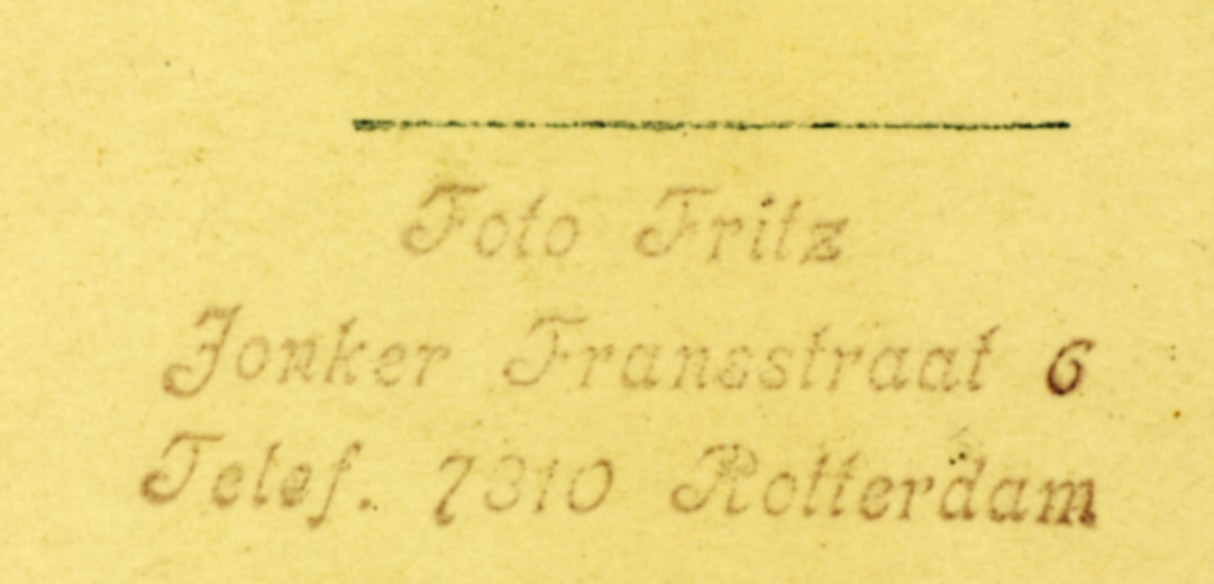 Foto Fritz
Jonker Fransstraat 6
Telef. 7310 Rotterdam